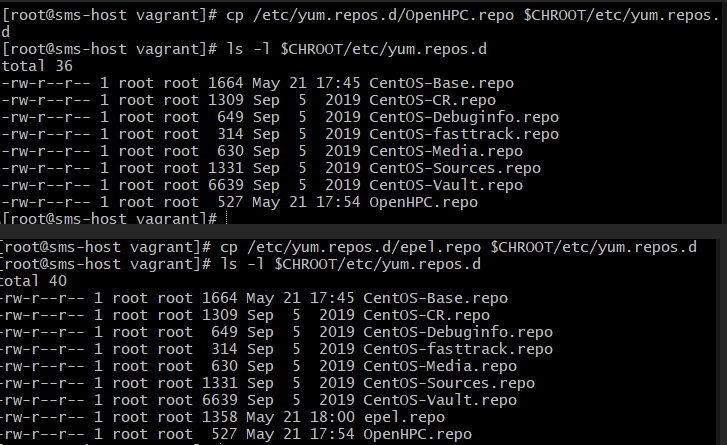 [root@sms-host vagrant]# cp /etc/yum.repos.d/OpenHPC.repo $CHROOT/etc/yum.repos.
d
[root@sms-host vagrant]# ls -l $CHROOT/etc/yum.repos.d
total 36
-rw-r--r-- 1 root root 1664 May 21 17:45 CentOS-Base.repo
-rw-r--r-- 1 root root 1309 Sep  5  2019 CentOS-CR.repo
-rw-r--r-- 1 root root  649 Sep  5  2019 CentOS-Debuginfo.repo
-rw-r--r-- 1 root root  314 Sep  5  2019 CentOS-fasttrack.repo
-rw-r--r-- 1 root root  630 Sep  5  2019 CentOS-Media.repo
-rw-r--r-- 1 root root 1331 Sep  5  2019 CentOS-Sources.repo
-rw-r--r-- 1 root root 6639 Sep  5  2019 CentOS-Vault.repo
-rw-r--r-- 1 root root  527 May 21 17:54 OpenHPC.repo
[root@sms-host vagrant]#
[root@sms-host vagrant]# cp /etc/yum.repos.d/epel.repo $CHROOT/etc/yum.repos.d
[root@sms-host vagrant]# ls -l $CHROOT/etc/yum.repos.d
total 40
-rw-r--r-- 1 root root 1664 May 21 17:45 CentOS-Base.repo
-rw-r--r-- 1 root root 1309 Sep  5  2019 CentOS-CR.repo
-rw-r--r-- 1 root root  649 Sep  5  2019 CentOS-Debuginfo.repo
-rw-r--r-- 1 root root  314 Sep  5  2019 CentOS-fasttrack.repo
-rw-r--r-- 1 root root  630 Sep  5  2019 CentOS-Media.repo
-rw-r--r-- 1 root root 1331 Sep  5  2019 CentOS-Sources.repo
-rw-r--r-- 1 root root 6639 Sep  5  2019 CentOS-Vault.repo
-rw-r--r-- 1 root root 1358 May 21 18:00 epel.repo
-rw-r--r-- 1 root root  527 May 21 17:54 OpenHPC.repo